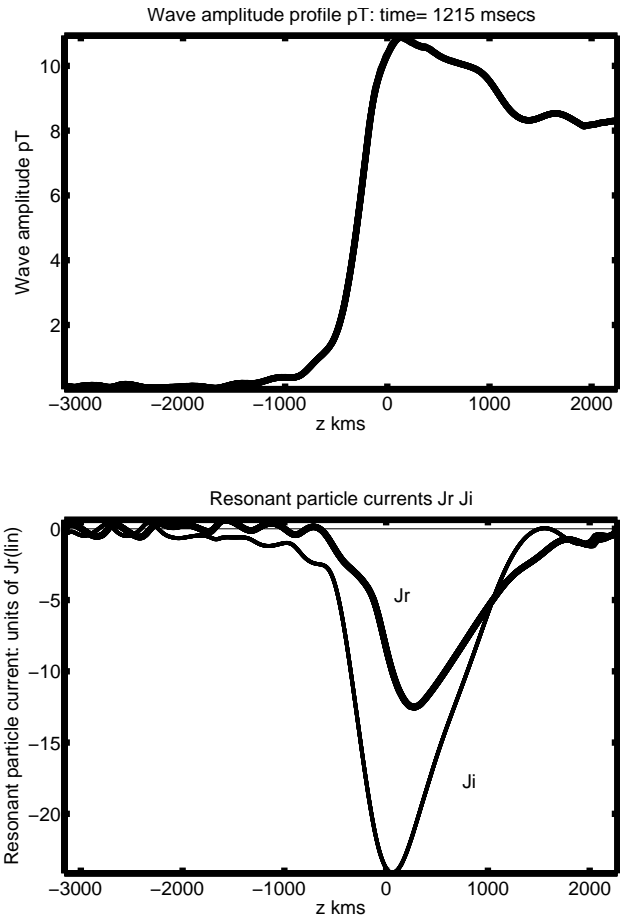 Wave amplitude profile pT: time= 1215 msecs
10
8
6
4
2
Wave amplitude pT
−3000 −2000 −1000 0 1000 2000
z kms
Resonant particle currents Jr Ji
0
−5
−10
−15
−20
Resonant particle current: units of Jr(lin)
Jr
Ji
−3000 −2000 −1000 0 1000 2000
z kms